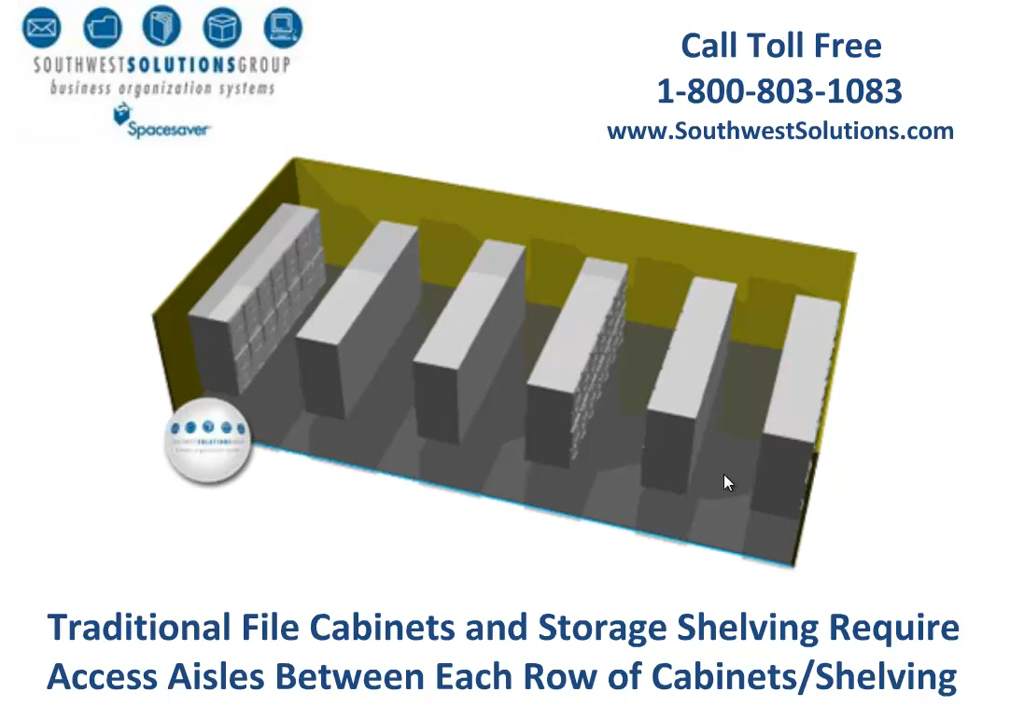 SOUTHWESTSOLUTIONSGROUP
business organization systems
Spacesaver
Call Toll Free
1-800-803-1083
www.SouthwestSolutions.com
SOUTHWESTSOLUTIONSGROUP
Traditional File Cabinets and Storage Shelving Require
Access Aisles Between Each Row of Cabinets/Shelving